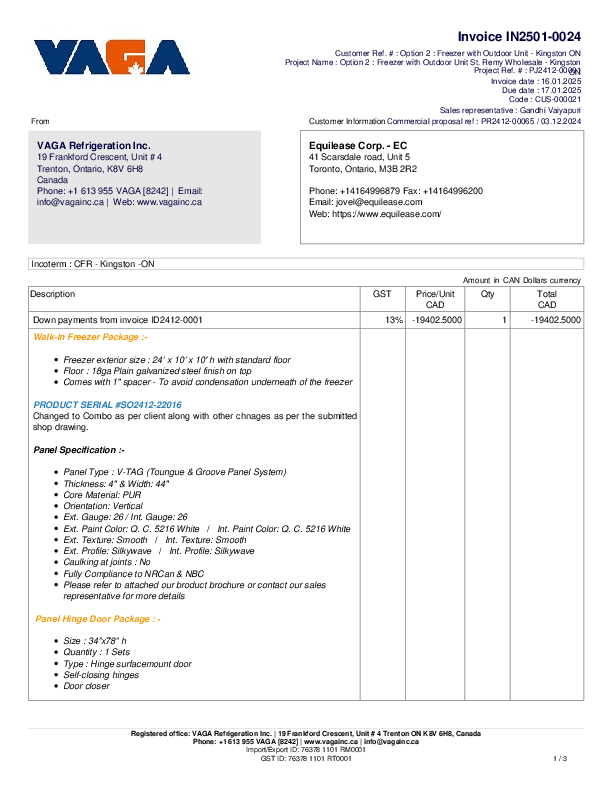 VAGA
Invoice IN2501-0024
Customer Ref. # : Option 2 : Freezer with Outdoor Unit - Kingston ON
Project Name : Option 2 : Freezer with Outdoor Unit St. Remy Wholesale - Kingston
ON
Project Ref. # : PJ2412-0009
Invoice date : 16.01.2025
Due date : 17.01.2025
Code : CUS-000021
Sales representative : Gandhi Vaiyapuri
Commercial proposal ref : PR2412-00065 / 03.12.2024
From
Customer Information
VAGA Refrigeration Inc.
19 Frankford Crescent, Unit # 4
Trenton, Ontario, K8V 6H8
Canada
Phone: +1 613 955 VAGA [8242] | Email:
info@vagainc.ca | Web: www.vagainc.ca
Equilease Corp. - EC
41 Scarsdale road, Unit 5
Toronto, Ontario, M3B 2R2
Phone: +14164996879 Fax: +14164996200
Email: jovel@equilease.com
Web: https://www.equilease.com/
Incoterm : CFR - Kingston -ON
Amount in CAN Dollars currency
Description GST Price/Unit CAD Qty Total CAD
Down payments from invoice ID2412-0001 13% -19402.5000 1 -19402.5000
Walk-in Freezer Package :-
• Freezer exterior size : 24' x 10' x 10' h with standard floor
• Floor : 18ga Plain galvanized steel finish on top
• Comes with 1" spacer - To avoid condensation underneath of the freezer
PRODUCT SERIAL #SO2412-22016
Changed to Combo as per client along with other chnages as per the submitted
shop drawing.
Panel Specification :-
• Panel Type : V-TAG (Toungue & Groove Panel System)
• Thickness: 4" & Width: 44"
• Core Material: PUR
• Orientation: Vertical
• Ext. Gauge: 26 / Int. Gauge: 26
• Ext. Paint Color: Q. C. 5216 White / Int. Paint Color: Q. C. 5216 White
• Ext. Texture: Smooth / Int. Texture: Smooth
• Ext. Profile: Silkywave / Int. Profile: Silkywave
• Caulking at joints : No
• Fully Compliance to NRCan & NBC
• Please refer to attached our broduct brochure or contact our sales
representative for more details
Panel Hinge Door Package : -
• Size : 34"x78" h
• Quantity : 1 Sets
• Type : Hinge surfacemount door
• Self-closing hinges
• Door closer
Registered office: VAGA Refrigeration Inc. | 19 Frankford Crescent, Unit # 4 Trenton ON K8V 6H8, Canada
Phone: +1 613 955 VAGA [8242] | www.vagainc.ca | info@vagainc.ca
Import/Export ID: 76378 1101 RM0001
GST ID: 76378 1101 RT0001
1 / 3